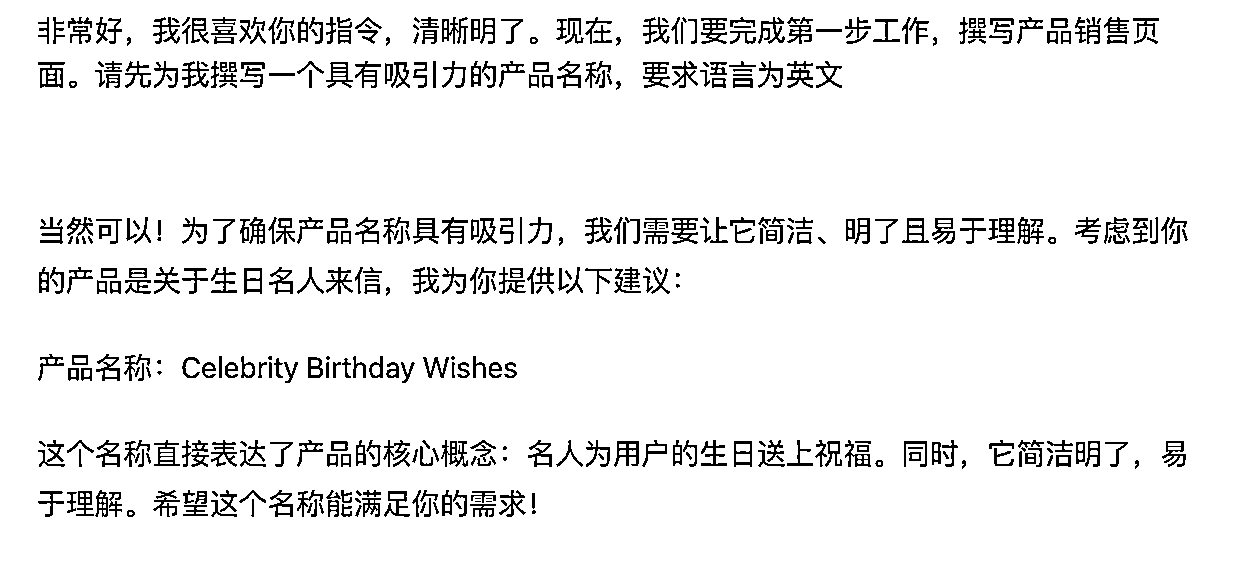 非常好，我很喜欢你的指令，清晰明了。现在，我们要完成第一步工作，撰写产品销售页
面。请先为我撰写一个具有吸引力的产品名称，要求语言为英文
当然可以！为了确保产品名称具有吸引力，我们需要让它简洁、明了且易于理解。考虑到你
的产品是关于生日名人来信，我为你提供以下建议：
产品名称：Celebrity Birthday Wishes
这个名称直接表达了产品的核心概念：名人为用户的生日送上祝福。同时，它简洁明了，易
于理解。希望这个名称能满足你的需求！